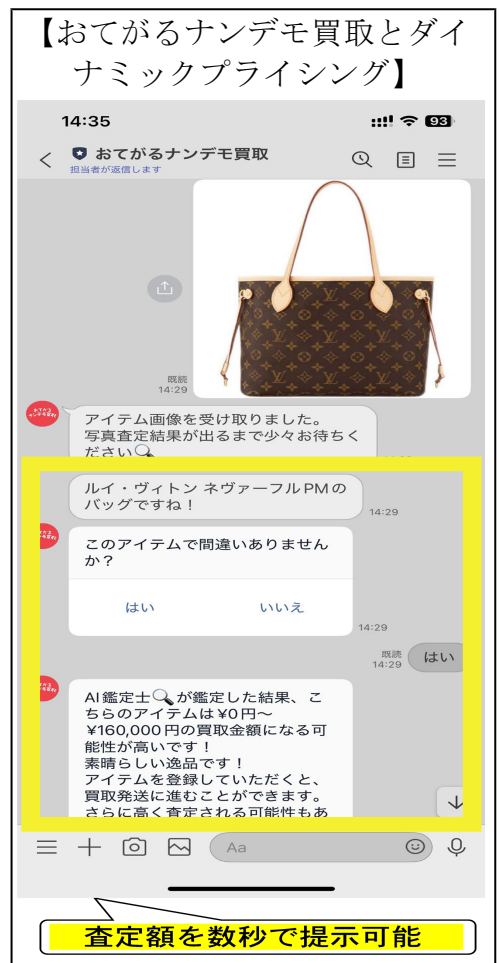 【おてがるナンデモ買取とダイ
ナミックプライシング】
14:35
93
おてがるナンデモ買取
担当者が返信します
既読
14:29
アイテム画像を受け取りました。
写真査定結果が出るまで少々お待ちく
ださい🔍
ルイ・ヴィトン ネヴァーフル PM の
バッグですね！
14:29
このアイテムで間違いありません
か？
はい いいえ
14:29
既読
14:29
はい
AI 鑑定士🔍 が鑑定した結果、こ
ちらのアイテムは ¥0 円～
¥160,000 円の買取金額になる可
能性が高いです！
素晴らしい逸品です！
アイテムを登録していただくと、
買取発送に進むことができます。
さらに高く査定される可能性もあ
Aa
査定額を数秒で提示可能